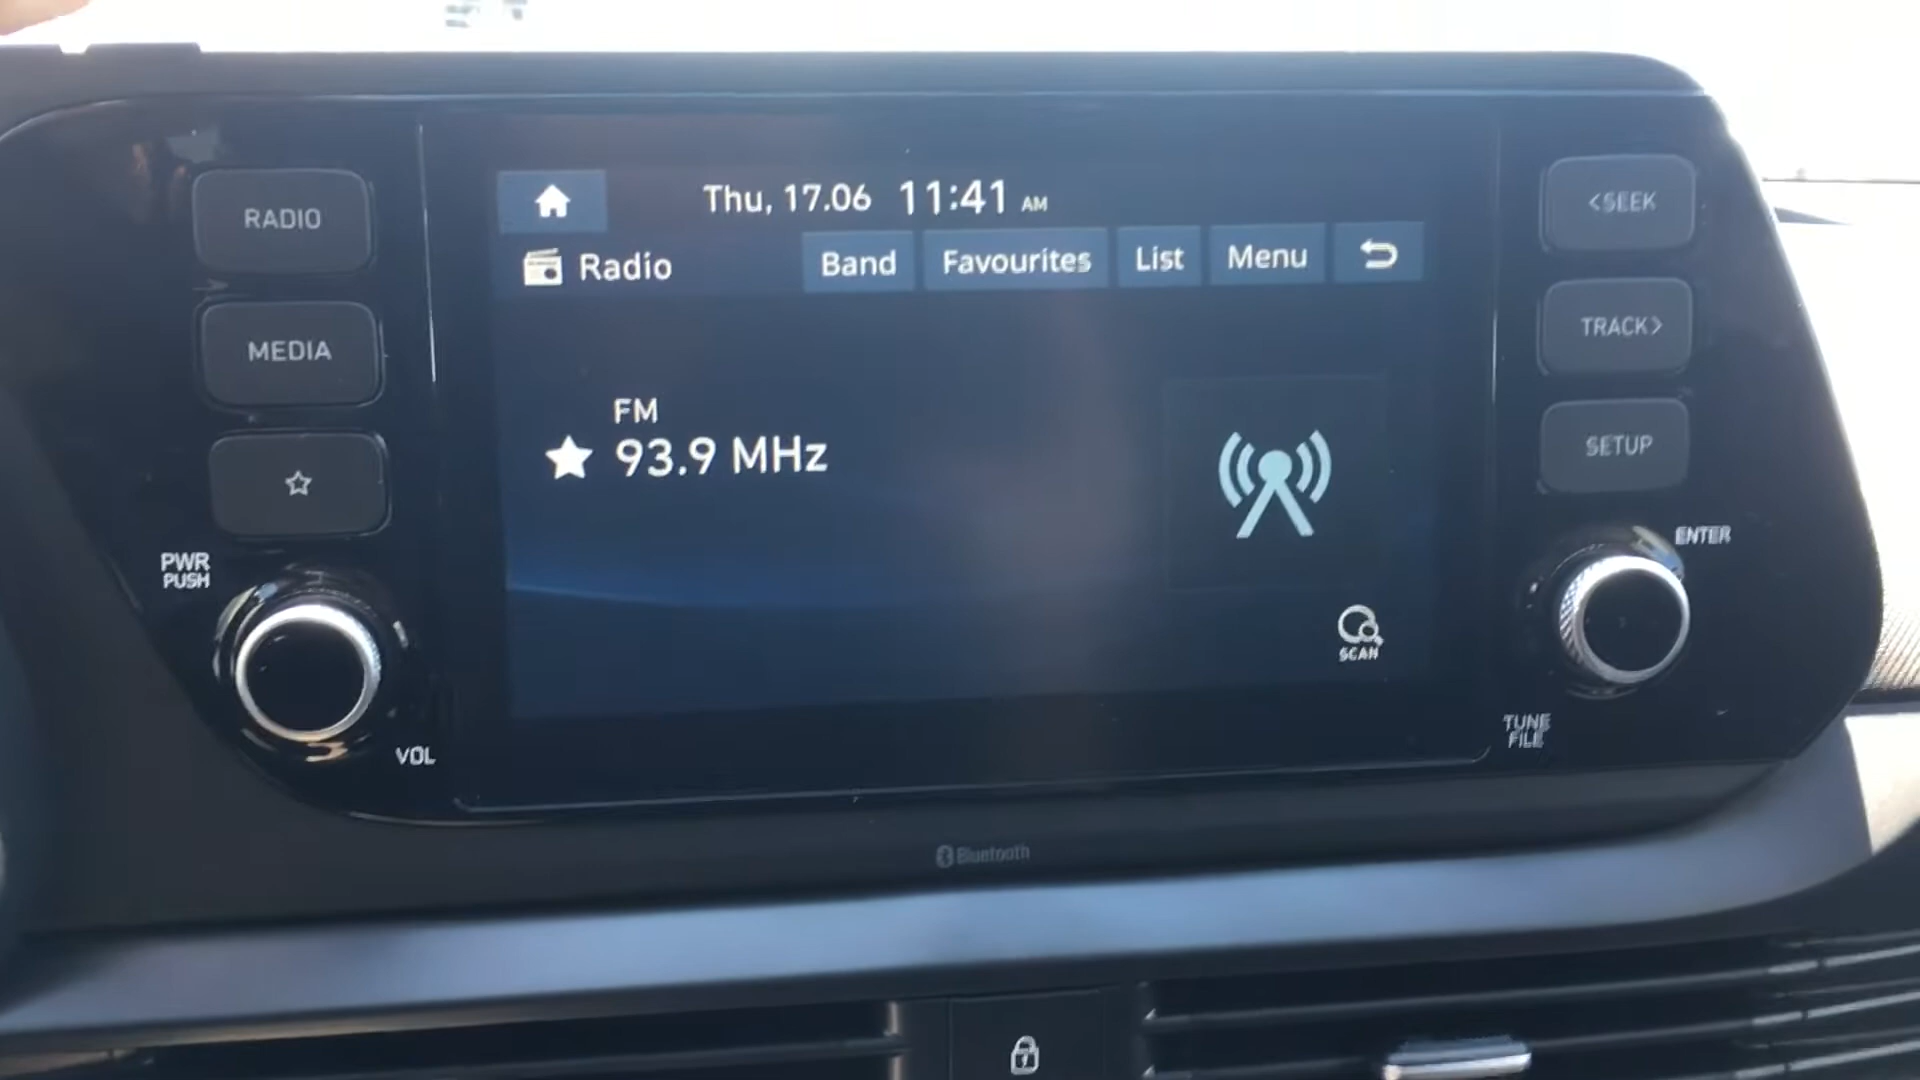 RADIO
MEDIA
PWR
PUSH
VOL
Thu, 17.06 11:41 AM
Radio
Band Favourites List Menu
FM
93.9 MHz
SCAN
<SEEK
TRACK>
SETUP
ENTER
TUNE
FILE
Bluetooth